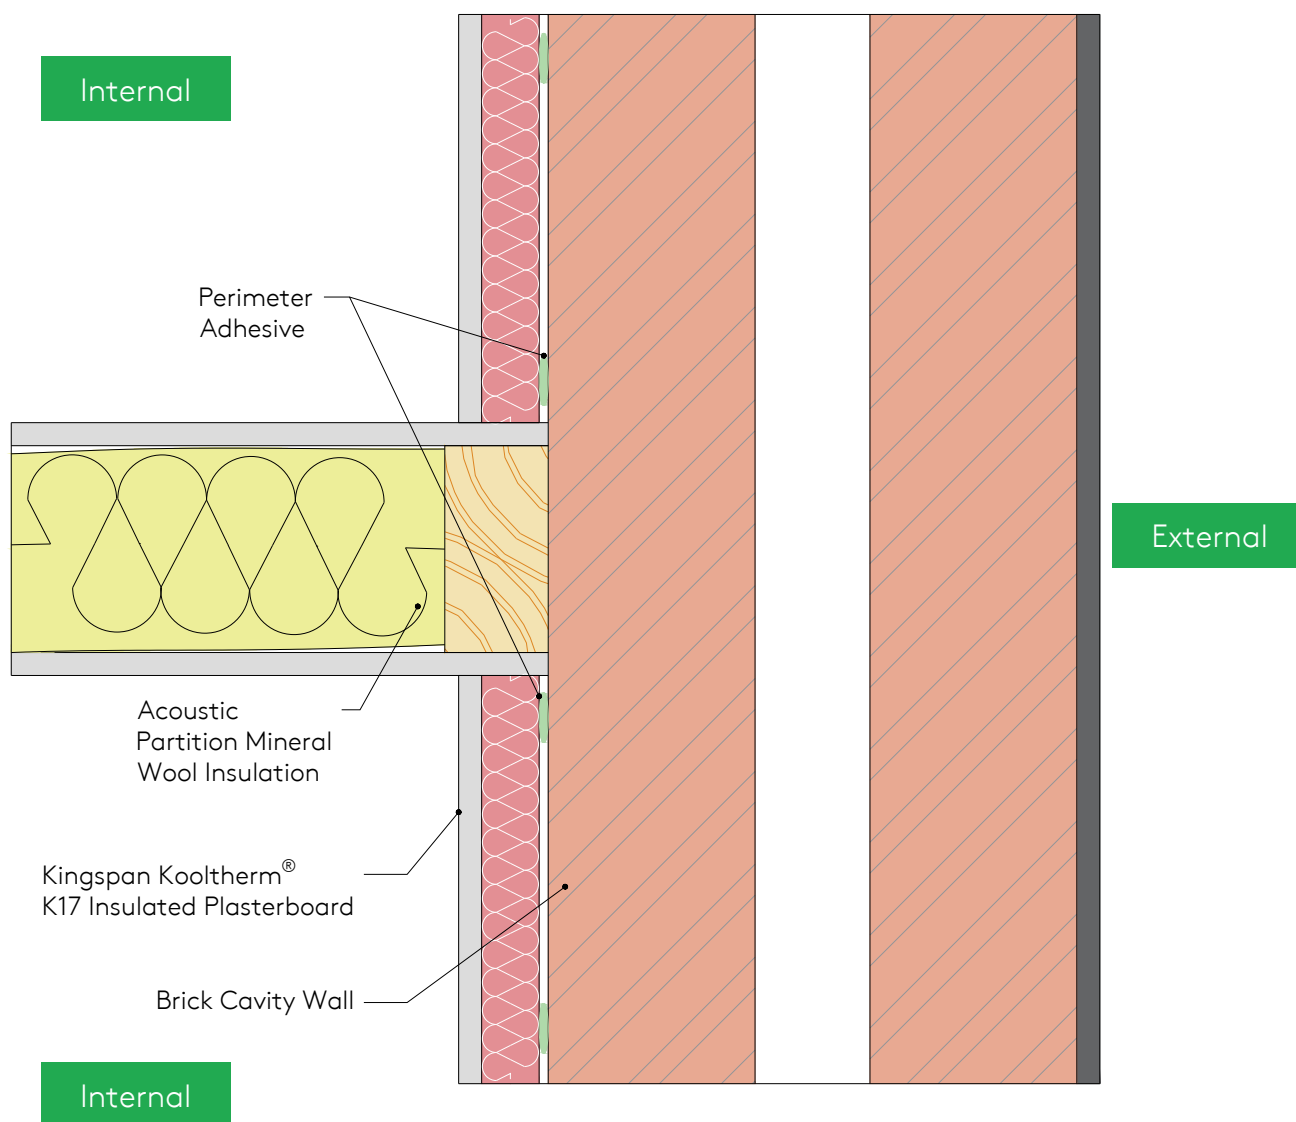 Internal
Perimeter
Adhesive
External
Acoustic
Partition Mineral
Wool Insulation
Kingspan Kooltherm®
K17 Insulated Plasterboard
Brick Cavity Wall
Internal